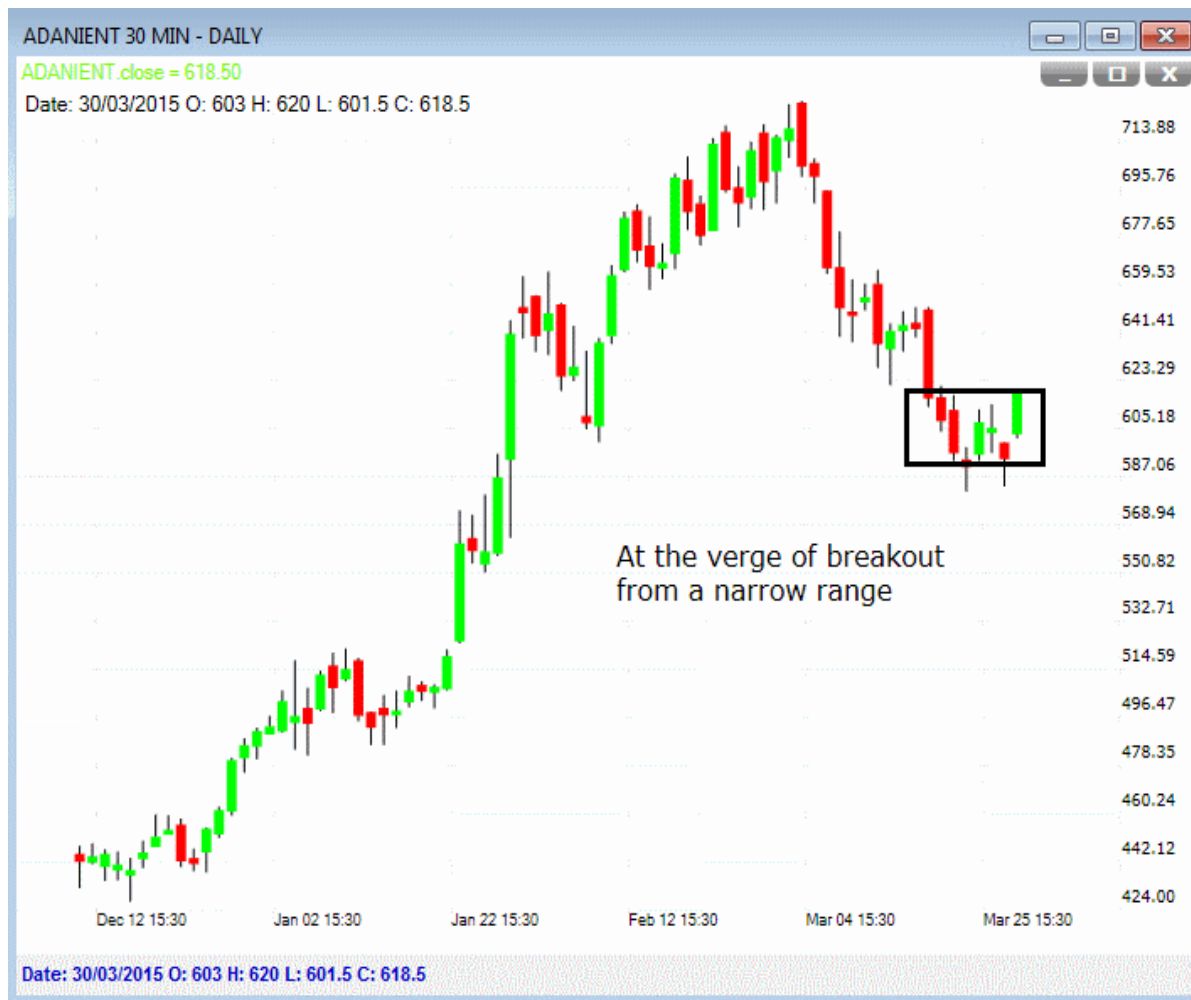 ADANIENT 30 MIN - DAILY
ADANIENT.close = 618.50
Date: 30/03/2015 O: 603 H: 620 L: 601.5 C: 618.5
713.88
695.76
677.65
659.53
641.41
623.29
605.18
587.06
568.94
550.82
532.71
514.59
496.47
478.35
460.24
442.12
424.00
At the verge of breakout
from a narrow range
Dec 12 15:30 Jan 02 15:30 Jan 22 15:30 Feb 12 15:30 Mar 04 15:30 Mar 25 15:30
Date: 30/03/2015 O: 603 H: 620 L: 601.5 C: 618.5